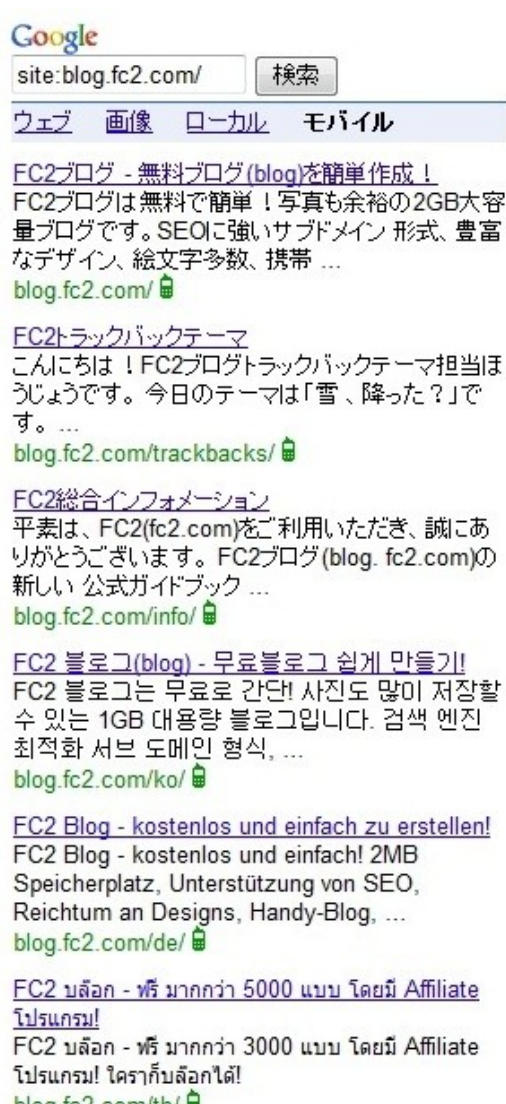 Google
site:blog.fc2.com/ 検索
ウェブ 画像 ローカル モバイル
FC2ブログ - 無料ブログ(blog)を簡単作成！
FC2ブログは無料で簡単！写真も余裕の2GB大容
量ブログです。SEOに強いサブドメイン 形式、豊富
なデザイン、絵文字多数、携帯 ...
blog.fc2.com/
FC2トラックバックテーマ
こんにちは！FC2ブログトラックバックテーマ担当ほ
うじょうです。今日のテーマは「雪、降った？」で
す。...
blog.fc2.com/trackbacks/
FC2総合インフォメーション
平素は、FC2(fc2.com)をご利用いただき、誠にあ
りがとうございます。FC2ブログ(blog. fc2.com)の
新しい 公式ガイドブック ...
blog.fc2.com/info/
FC2 블로그(blog) - 무료블로그 쉽게 만들기!
FC2 블로그는 무료로 간단! 사진도 많이 저장할
수 있는 1GB 대용량 블로그입니다. 검색 엔진
최적화 서브 도메인 형식, ...
blog.fc2.com/ko/
FC2 Blog - kostenlos und einfach zu erstellen!
FC2 Blog - kostenlos und einfach! 2MB
Speicherplatz, Unterstützung von SEO,
Reichtum an Designs, Handy-Blog, ...
blog.fc2.com/de/
FC2 บล๊อก - ฟรี มากกว่า 5000 แบบ โดยมี Affiliate
โปรแกรม!
FC2 บล๊อก - ฟรี มากกว่า 3000 แบบ โดยมี Affiliate
โปรแกรม! ใครๆก็บล๊อกได้!
blog.fc2.com/th/